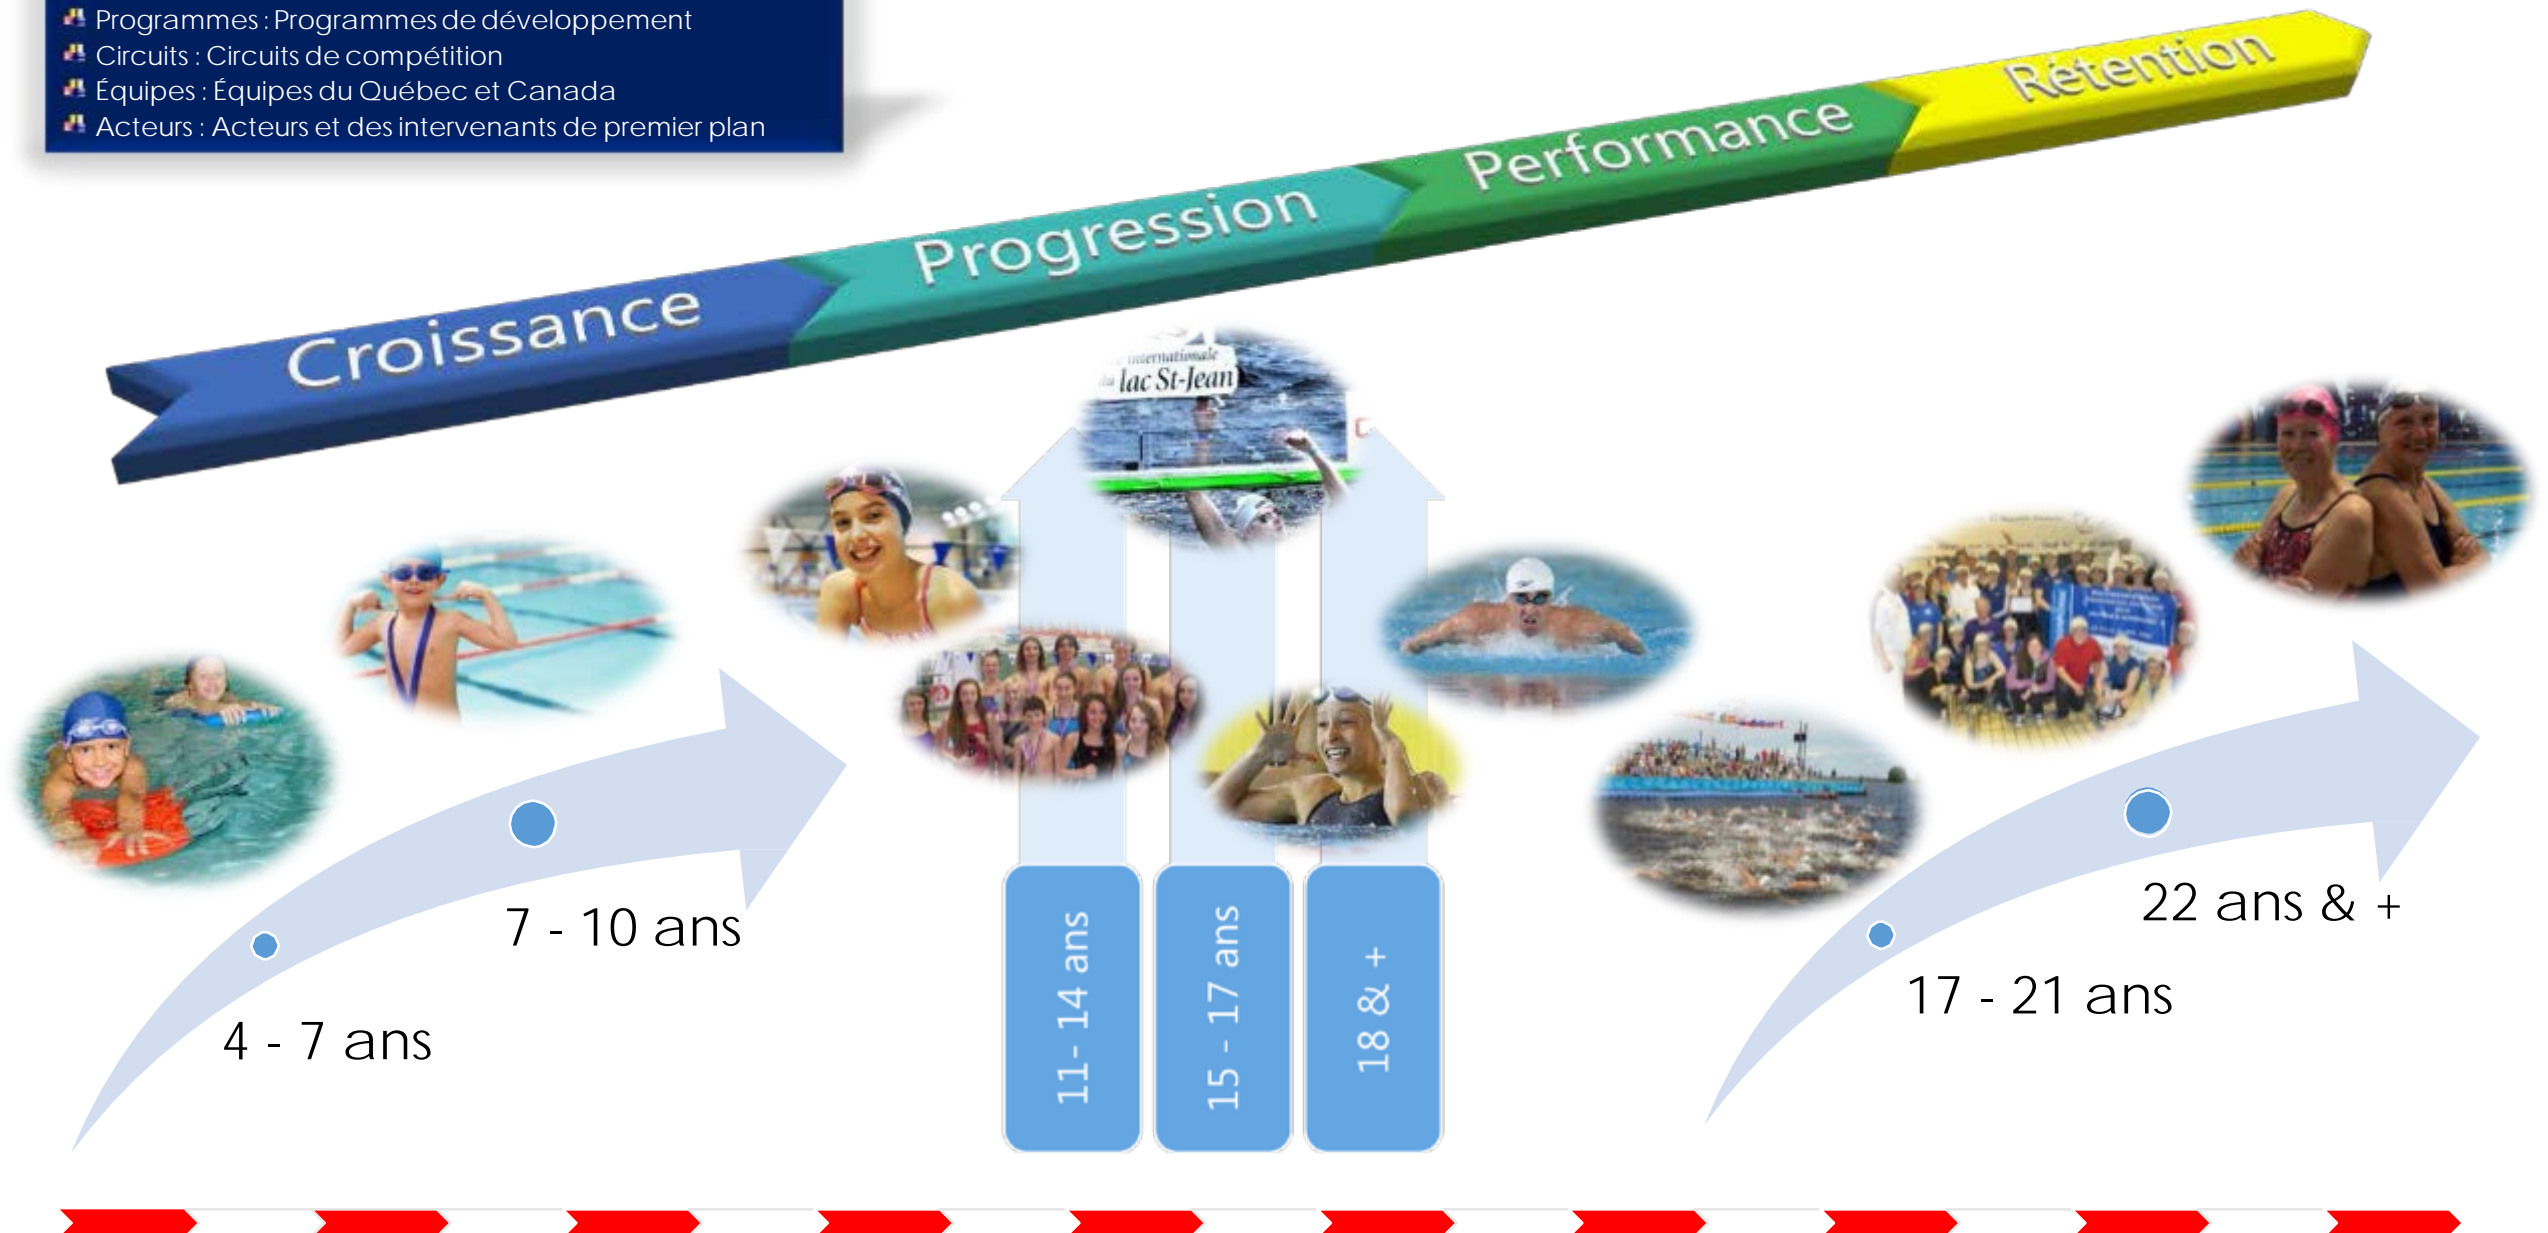 Programmes : Programmes de développement
Circuits : Circuits de compétition
Équipes : Équipes du Québec et Canada
Acteurs : Acteurs et des intervenants de premier plan
Croissance
Progression
Performance
Rétention
internationale
lac St-Jean
4 - 7 ans
7 - 10 ans
11- 14 ans
15 - 17 ans
18 & +
17 - 21 ans
22 ans & +